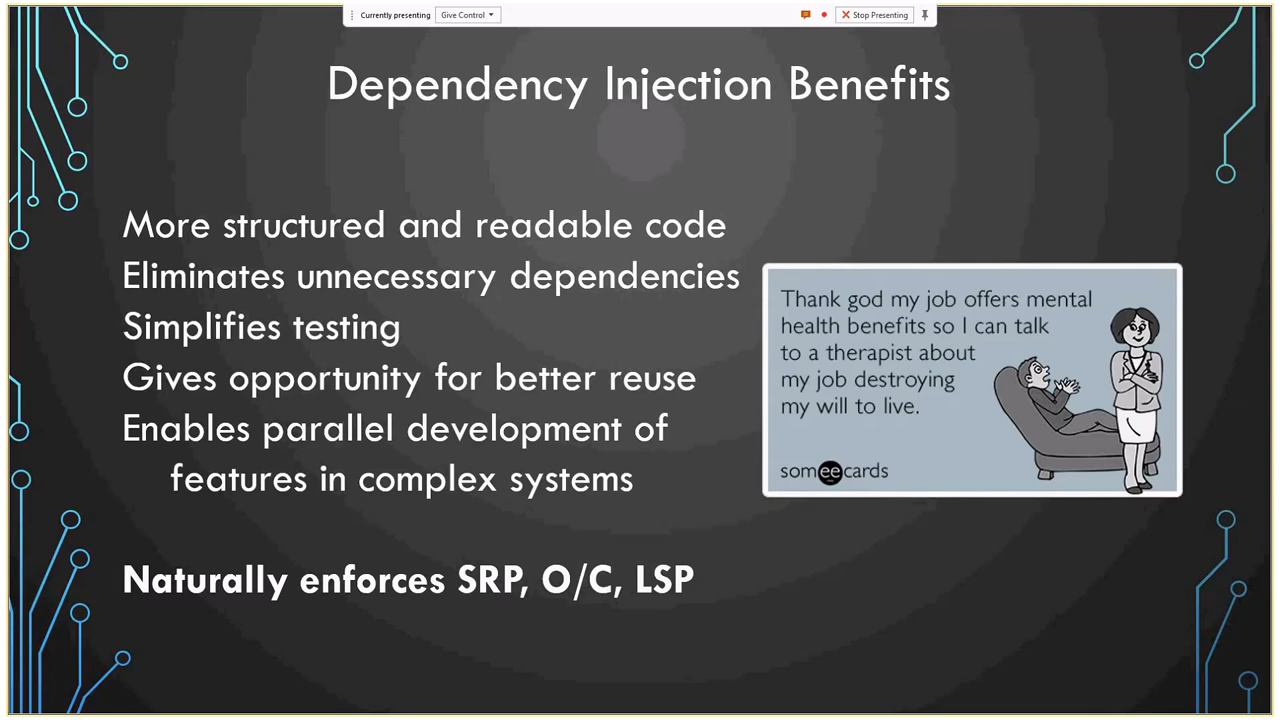 Currently presenting Give Control Stop Presenting
Dependency Injection Benefits
More structured and readable code
Eliminates unnecessary dependencies
Simplifies testing
Gives opportunity for better reuse
Enables parallel development of
features in complex systems
Naturally enforces SRP, O/C, LSP
Thank god my job offers mental
health benefits so I can talk
to a therapist about
my job destroying
my will to live.
someecards